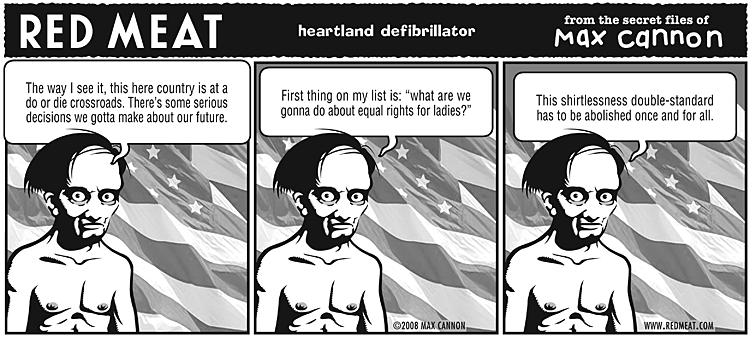 RED MEAT
heartland defibrillator
from the secret files of
Max Cannon
The way I see it, this here country is at a
do or die crossroads. There's some serious
decisions we gotta make about our future.
First thing on my list is: “what are we
gonna do about equal rights for ladies?”
©2008 MAX CANNON
This shirtlessness double-standard
has to be abolished once and for all.
WWW.REDMEAT.COM